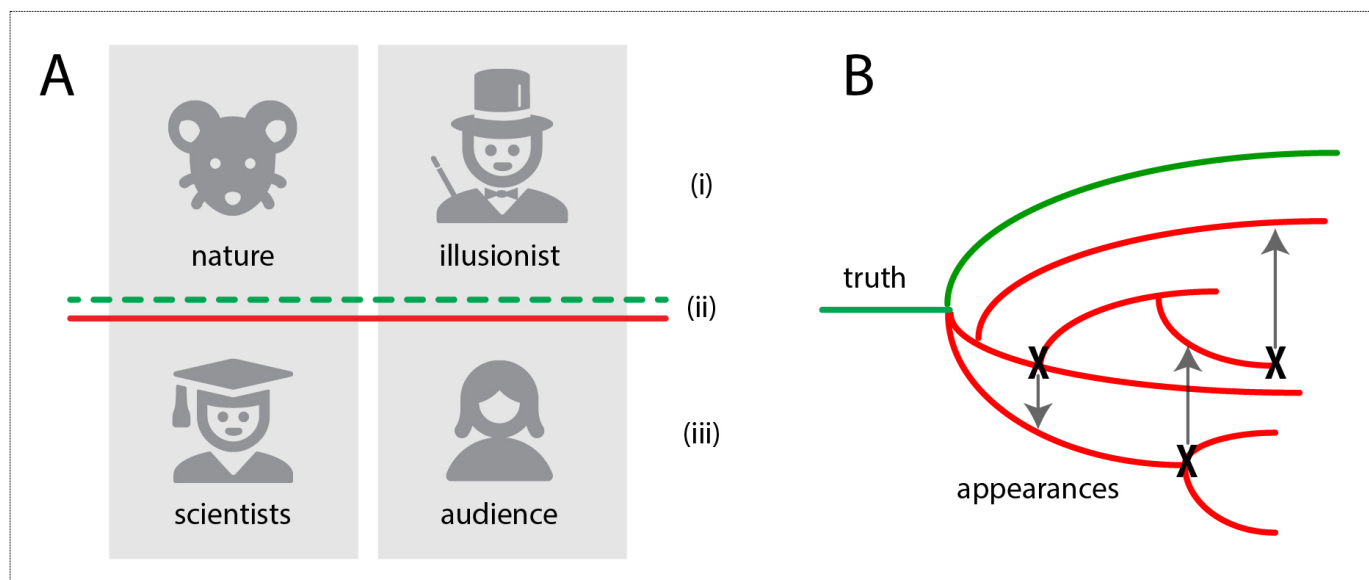 A
nature
illusionist
(i)
(ii)
scientists
audience
(iii)
B
truth
X
X
X
appearances